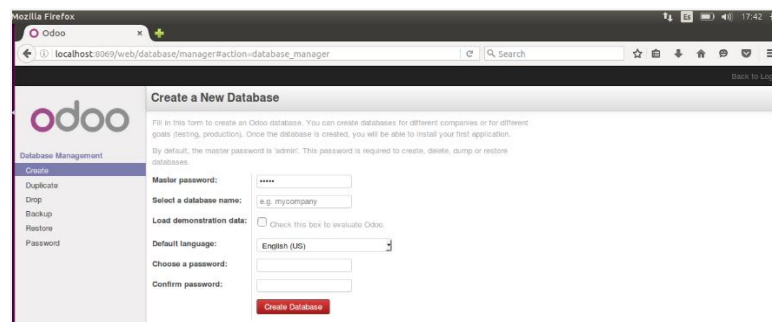 Mozilla Firefox
Es
17:42
Odoo
localhost:8069/web/database/manager#action=database_manager
Search
Back to Log
odoo
Create a New Database
Fill in this form to create an Odoo database. You can create databases for different companies or for different
goals (testing, production). Once the database is created, you will be able to install your first application.
By default, the master password is 'admin'. This password is required to create, delete, dump or restore
databases.
Database Management
Create
Duplicate
Drop
Backup
Restore
Password
Master password:
Select a database name: e.g. mycompany
Load demonstration data: Check this box to evaluate Odoo.
Default language: English (US)
Choose a password:
Confirm password:
Create Database